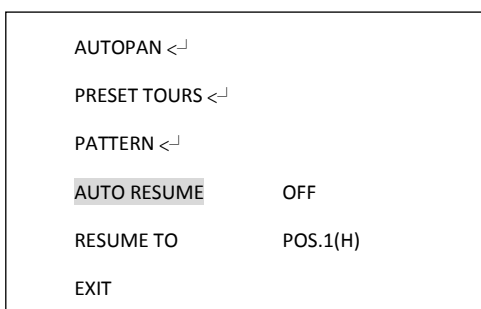 AUTOPAN <┘
PRESET TOURS <┘
PATTERN <┘
AUTO RESUME OFF
RESUME TO POS.1(H)
EXIT